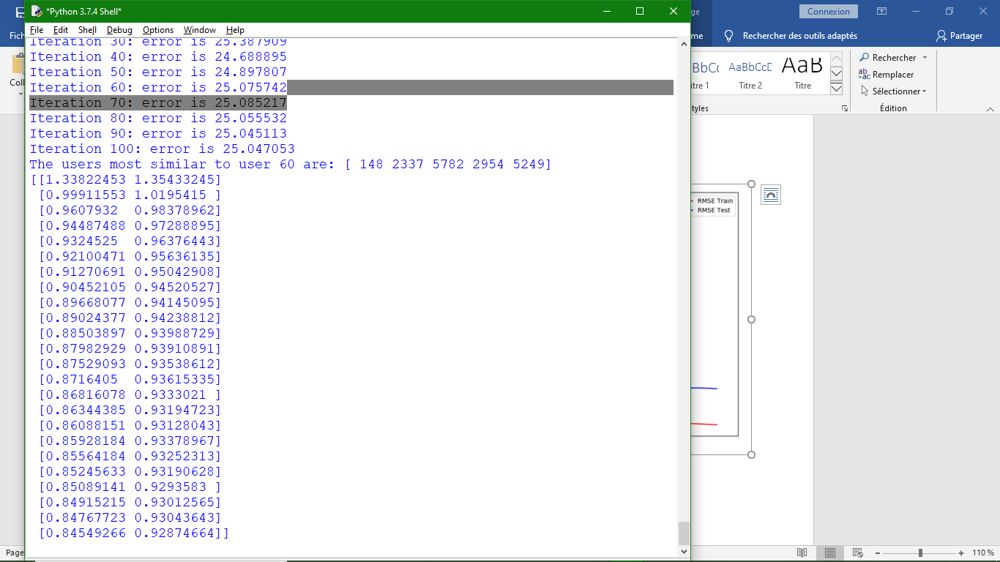 *Python 3.7.4 Shell*
File Edit Shell Debug Options Window Help
Iteration 30: error is 25.387909
Iteration 40: error is 24.688895
Iteration 50: error is 24.897807
Iteration 60: error is 25.075742
Iteration 70: error is 25.085217
Iteration 80: error is 25.055532
Iteration 90: error is 25.045113
Iteration 100: error is 25.047053
The users most similar to user 60 are: [ 148 2337 5782 2954 5249]
[[1.33822453 1.35433245]
[0.99911553 1.0195415 ]
[0.9607932  0.98378962]
[0.94487488 0.97288895]
[0.9324525  0.96376443]
[0.92100471 0.95636135]
[0.91270691 0.95042908]
[0.90452105 0.94520527]
[0.89668077 0.94145095]
[0.89024377 0.94238812]
[0.88503897 0.93988729]
[0.87982929 0.93910891]
[0.87529093 0.93538612]
[0.8716405  0.93615335]
[0.86816078 0.9333021 ]
[0.86344385 0.93194723]
[0.86088151 0.93128043]
[0.85928184 0.93378967]
[0.85564184 0.93252313]
[0.85245633 0.93190628]
[0.85089141 0.9293583 ]
[0.84915215 0.93012565]
[0.84767723 0.93043643]
[0.84549266 0.92874664]]
Fich
Coll
Page
ge
Connexion
me
Rechercher des outils adaptés
Partager
BbCc AaBbCcD AaB
itre 1 Titre 2 Titre
yles
Rechercher
Remplacer
Sélectionner
Édition
RMSE Train
RMSE Test
110 %